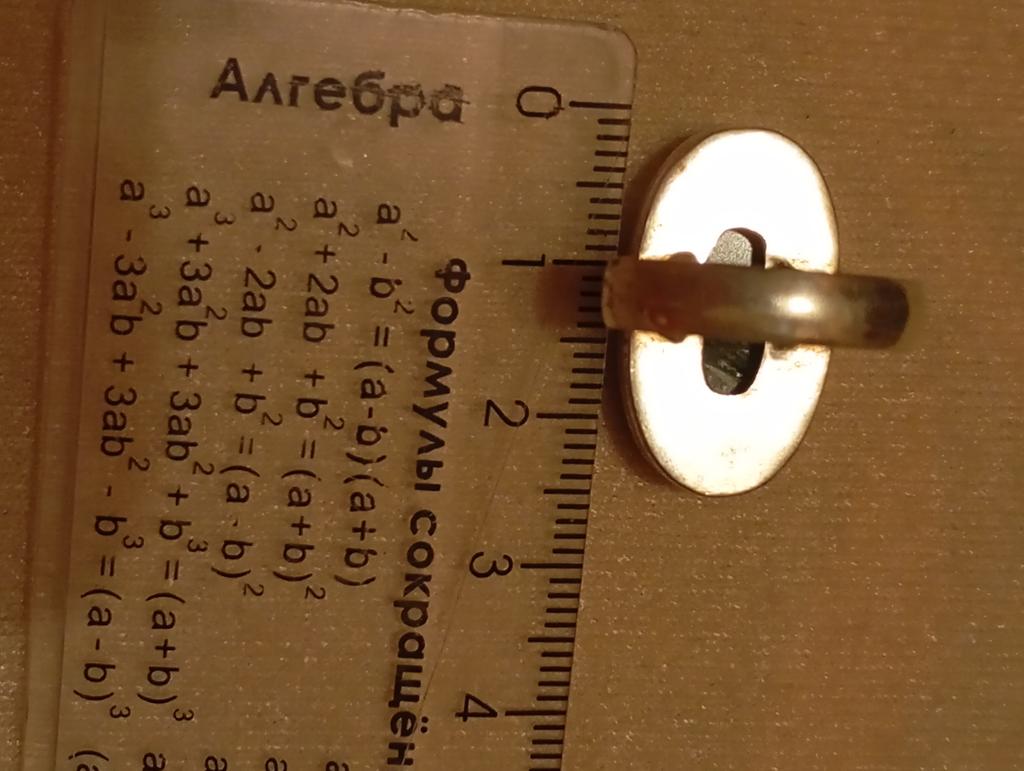 Алгебра
Формулы сокращён
a² - b² = (a-b)(a+b)
a² + 2ab + b² = (a+b)²
a² - 2ab + b² = (a-b)²
a³ + 3a²b + 3ab² + b³ = (a+b)³
a³ - 3a²b + 3ab² - b³ = (a-b)³
0 1 2 3 4